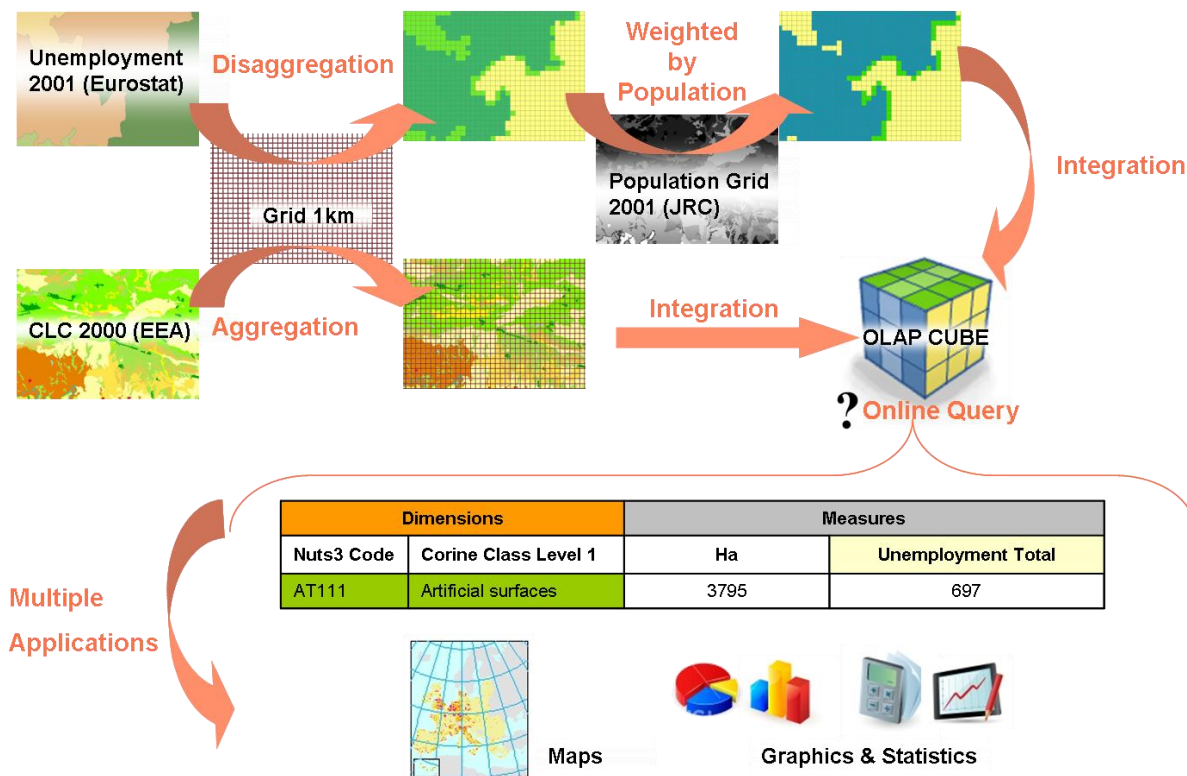 Unemployment
2001 (Eurostat)
Disaggregation
Weighted
by
Population
Integration
Grid 1km
Population Grid
2001 (JRC)
CLC 2000 (EEA)
Aggregation
Integration
OLAP CUBE
? Online Query
Dimensions Measures
Nuts3 Code Corine Class Level 1 Ha Unemployment Total
AT111 Artificial surfaces 3795 697
Multiple
Applications
Maps
Graphics & Statistics